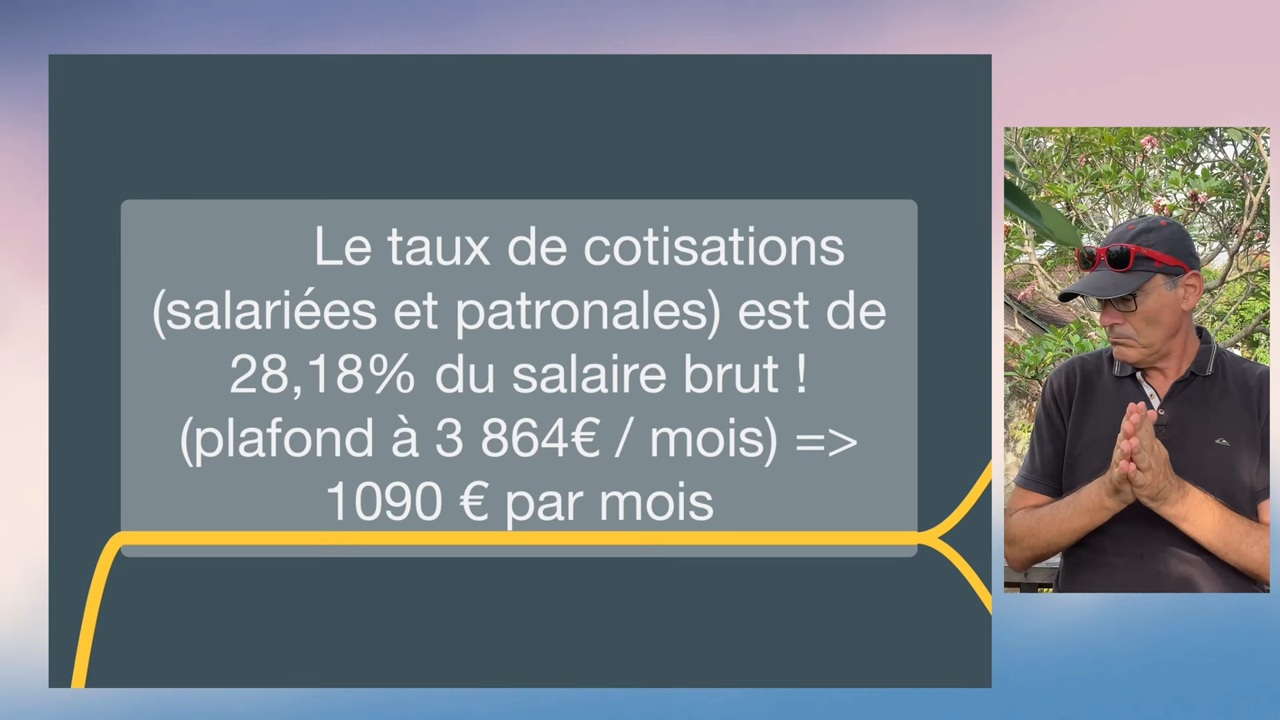 Le taux de cotisations
(salariées et patronales) est de
28,18% du salaire brut !
(plafond à 3 864€ / mois) =>
1090 € par mois